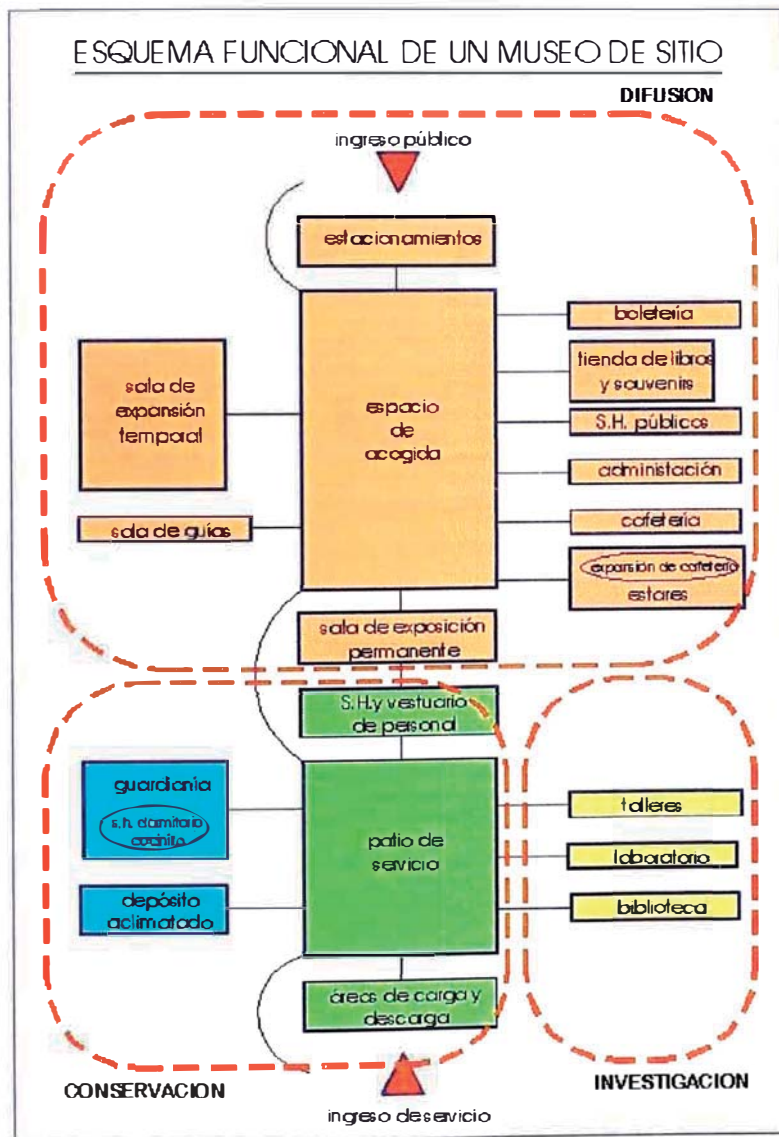 ESQUEMA FUNCIONAL DE UN MUSEO DE SITIO
DIFUSION
ingreso público
estacionamientos
boletería
tienda de libros
y souvenirs
sala de
expansión
temporal
espacio
de
acogida
S.H. públicos
administación
sala de guías
cafetería
expansión de cafetería
estares
sala de exposición
permanente
S.H. y vestuario
de personal
guardianía
s.h. dormitorio
cocinita
patio de
servicio
talleres
laboratorio
depósito
aclimatado
biblioteca
áreas de carga y
descarga
CONSERVACION
INVESTIGACION
ingreso de servicio